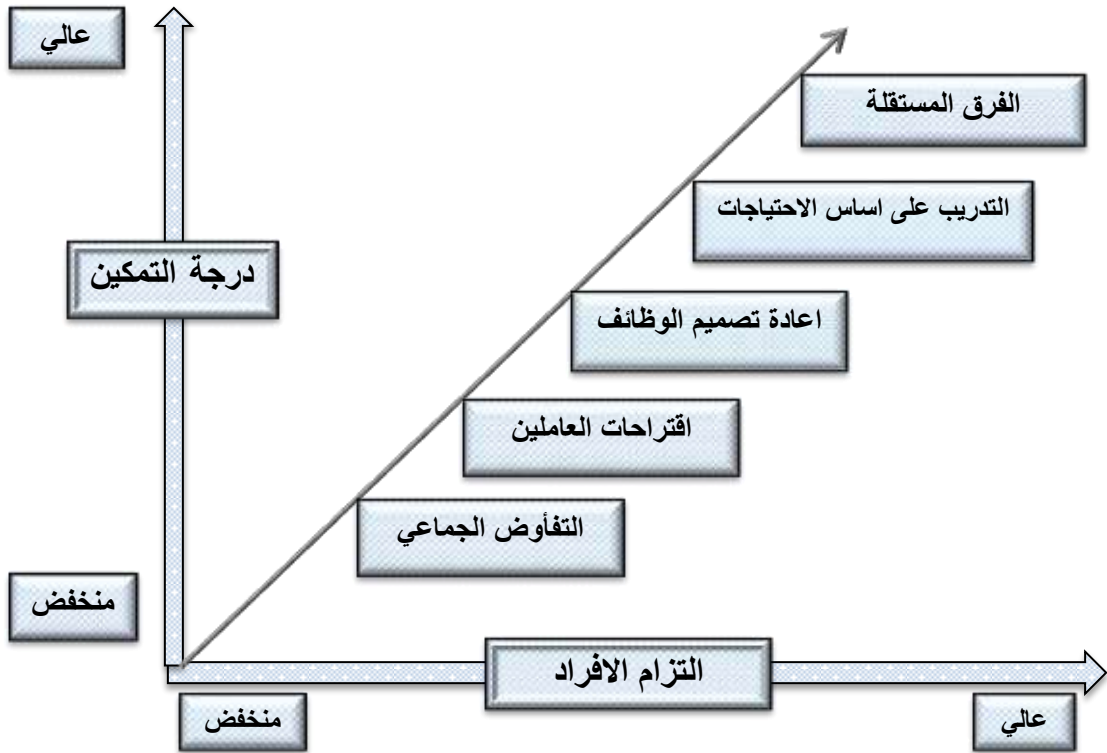 عالي
الفرق المستقلة
التدريب على اساس الاحتياجات
درجة التمكين
اعادة تصميم الوظائف
اقتراحات العاملين
التفأوض الجماعي
منخفض
التزام الافراد
منخفض
عالي